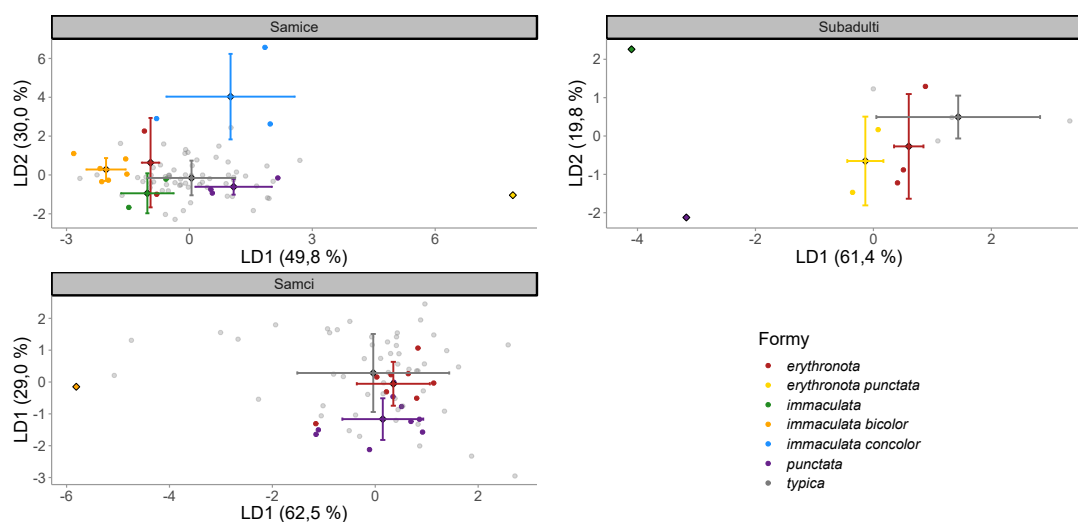 Samice
6
4
2
0
-2
-3
0
3
6
LD2 (30,0 %)
LD1 (49,8 %)
Subadulti
2
1
0
-1
-2
-4
-2
0
2
LD2 (19,8 %)
LD1 (61,4 %)
Samci
2
1
0
-1
-2
-3
-6
-4
-2
0
2
LD1 (29,0 %)
LD1 (62,5 %)
Formy
erythronota
erythronota punctata
immaculata
immaculata bicolor
immaculata concolor
punctata
typica